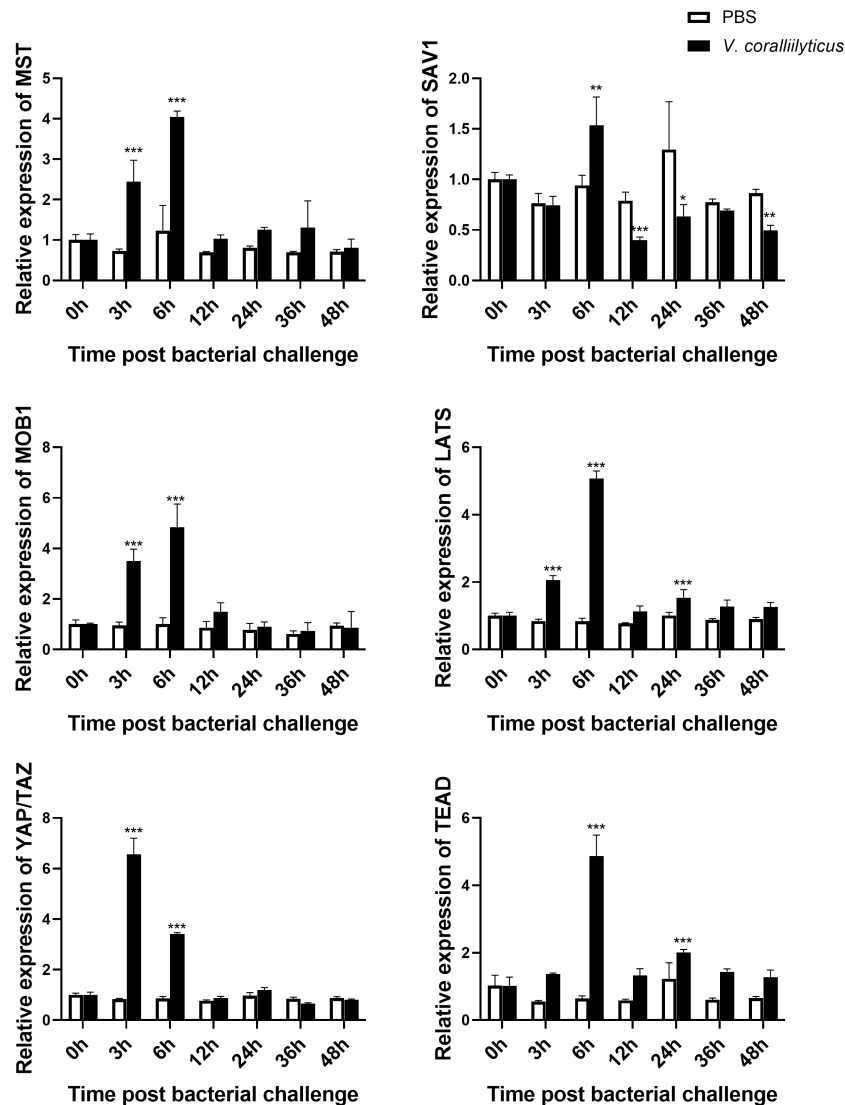 PBS
V. coralliilyticus
Relative expression of MST
5
4
3
2
1
0
***
***
0h 3h 6h 12h 24h 36h 48h
Time post bacterial challenge
Relative expression of SAV1
2.0
1.5
1.0
0.5
0.0
**
***
*
**
0h 3h 6h 12h 24h 36h 48h
Time post bacterial challenge
Relative expression of MOB1
8
6
4
2
0
***
***
0h 3h 6h 12h 24h 36h 48h
Time post bacterial challenge
Relative expression of LATS
6
4
2
0
***
***
***
0h 3h 6h 12h 24h 36h 48h
Time post bacterial challenge
Relative expression of YAP/TAZ
8
6
4
2
0
***
***
0h 3h 6h 12h 24h 36h 48h
Time post bacterial challenge
Relative expression of TEAD
6
4
2
0
***
***
0h 3h 6h 12h 24h 36h 48h
Time post bacterial challenge